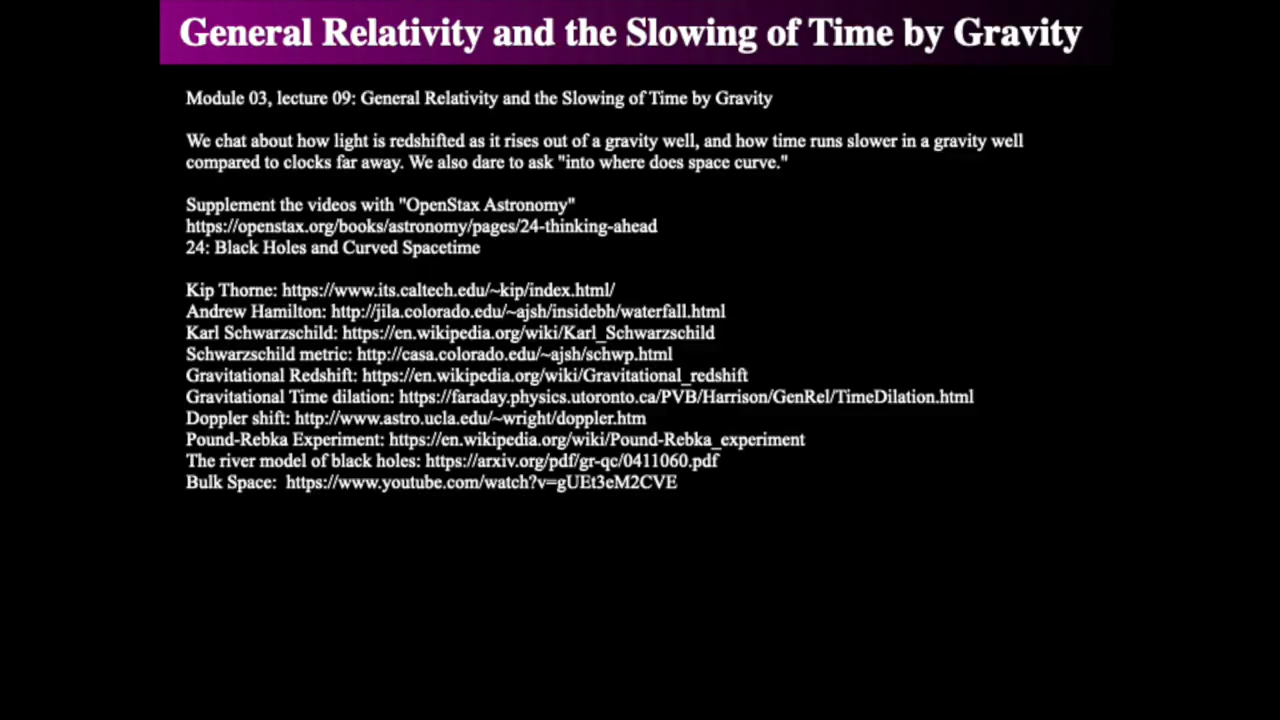 General Relativity and the Slowing of Time by Gravity
Module 03, lecture 09: General Relativity and the Slowing of Time by Gravity
We chat about how light is redshifted as it rises out of a gravity well, and how time runs slower in a gravity well
compared to clocks far away. We also dare to ask "into where does space curve."
Supplement the videos with "OpenStax Astronomy"
https://openstax.org/books/astronomy/pages/24-thinking-ahead
24: Black Holes and Curved Spacetime
Kip Thorne: https://www.its.caltech.edu/~kip/index.html/
Andrew Hamilton: http://jila.colorado.edu/~ajsh/insidebh/waterfall.html
Karl Schwarzschild: https://en.wikipedia.org/wiki/Karl_Schwarzschild
Schwarzschild metric: http://casa.colorado.edu/~ajsh/schwp.html
Gravitational Redshift: https://en.wikipedia.org/wiki/Gravitational_redshift
Gravitational Time dilation: https://faraday.physics.utoronto.ca/PVB/Harrison/GenRel/TimeDilation.html
Doppler shift: http://www.astro.ucla.edu/~wright/doppler.htm
Pound-Rebka Experiment: https://en.wikipedia.org/wiki/Pound-Rebka_experiment
The river model of black holes: https://arxiv.org/pdf/gr-qc/0411060.pdf
Bulk Space:  https://www.youtube.com/watch?v=gUEt3eM2CVE